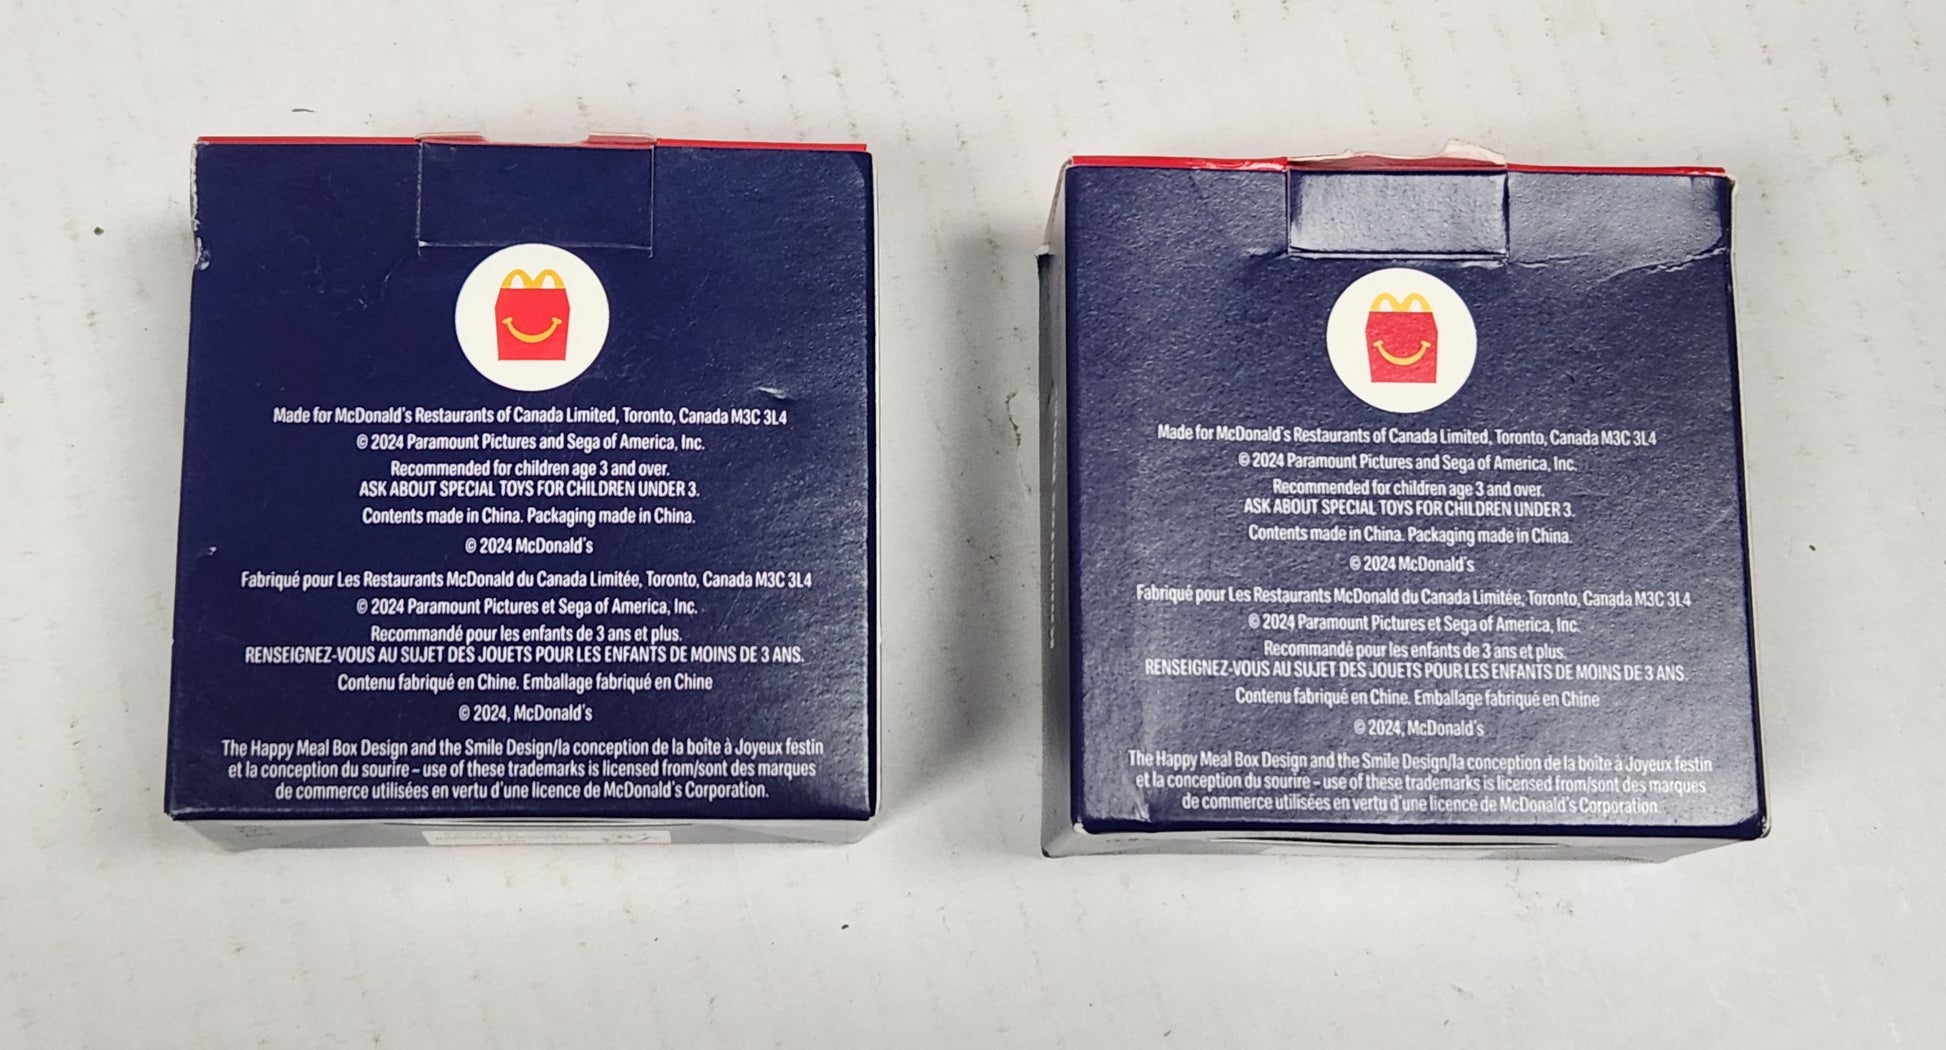 Made for McDonald's Restaurants of Canada Limited, Toronto, Canada M3C 3L4
© 2024 Paramount Pictures and Sega of America, Inc.
Recommended for children age 3 and over.
ASK ABOUT SPECIAL TOYS FOR CHILDREN UNDER 3.
Contents made in China. Packaging made in China.
© 2024 McDonald's
Fabriqué pour Les Restaurants McDonald du Canada Limitée, Toronto, Canada M3C 3L4
© 2024 Paramount Pictures et Sega of America, Inc.
Recommandé pour les enfants de 3 ans et plus.
RENSEIGNEZ-VOUS AU SUJET DES JOUETS POUR LES ENFANTS DE MOINS DE 3 ANS.
Contenu fabriqué en Chine. Emballage fabriqué en Chine
© 2024, McDonald's
The Happy Meal Box Design and the Smile Design/la conception de la boîte à Joyeux festin
et la conception du sourire – use of these trademarks is licensed from/sont des marques
de commerce utilisées en vertu d'une licence de McDonald's Corporation.
Made for McDonald's Restaurants of Canada Limited, Toronto, Canada M3C 3L4
© 2024 Paramount Pictures and Sega of America, Inc.
Recommended for children age 3 and over.
ASK ABOUT SPECIAL TOYS FOR CHILDREN UNDER 3.
Contents made in China. Packaging made in China.
© 2024 McDonald's
Fabriqué pour Les Restaurants McDonald du Canada Limitée, Toronto, Canada M3C 3L4
© 2024 Paramount Pictures et Sega of America, Inc.
Recommandé pour les enfants de 3 ans et plus.
RENSEIGNEZ-VOUS AU SUJET DES JOUETS POUR LES ENFANTS DE MOINS DE 3 ANS.
Contenu fabriqué en Chine. Emballage fabriqué en Chine
© 2024, McDonald's
The Happy Meal Box Design and the Smile Design/la conception de la boîte à Joyeux festin
et la conception du sourire – use of these trademarks is licensed from/sont des marques
de commerce utilisées en vertu d'une licence de McDonald's Corporation.